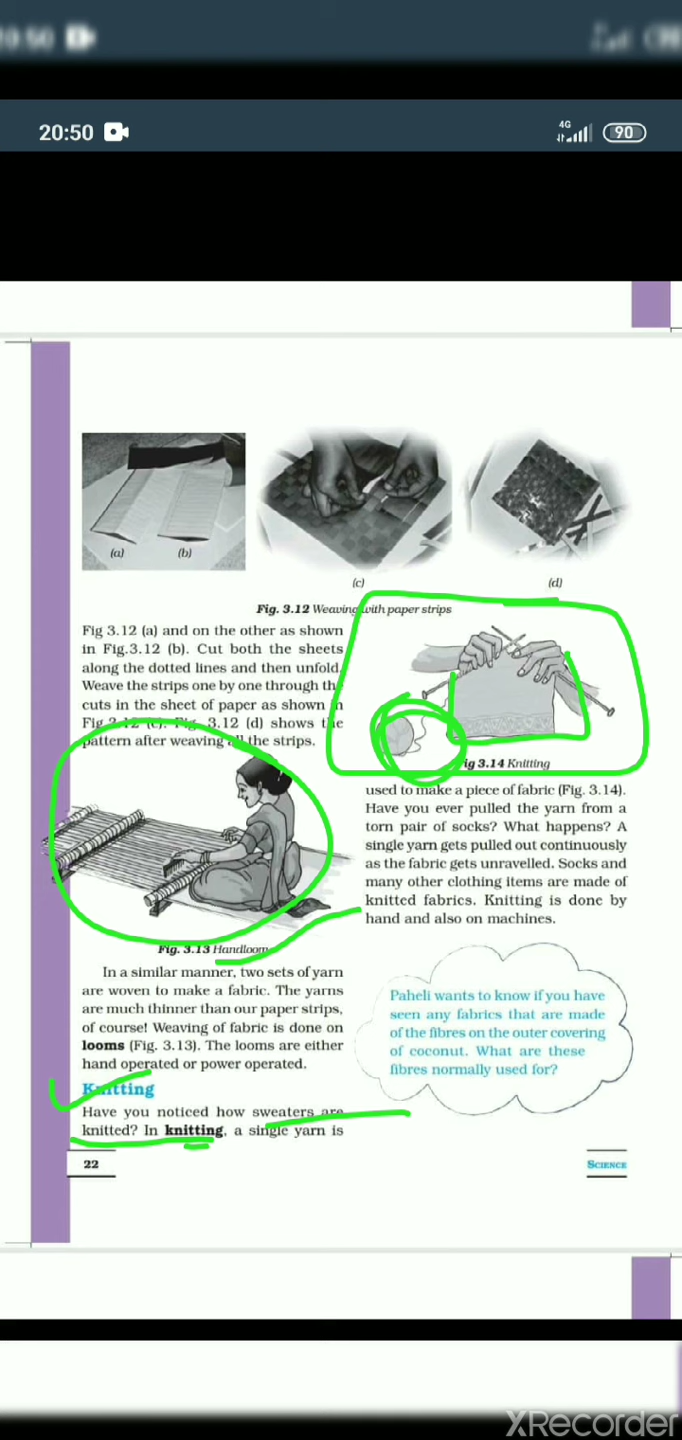 20:50
4G
90
(a)
(b)
(c)
(d)
Fig. 3.12 Weaving with paper strips
Fig 3.12 (a) and on the other as shown
in Fig.3.12 (b). Cut both the sheets
along the dotted lines and then unfold.
Weave the strips one by one through the
cuts in the sheet of paper as shown in
Fig 3.12 (c). Fig. 3.12 (d) shows the
pattern after weaving all the strips.
Fig. 3.13 Handloom
In a similar manner, two sets of yarn
are woven to make a fabric. The yarns
are much thinner than our paper strips,
of course! Weaving of fabric is done on
looms (Fig. 3.13). The looms are either
hand operated or power operated.
Knitting
Have you noticed how sweaters are
knitted? In knitting, a single yarn is
ig 3.14 Knitting
used to make a piece of fabric (Fig. 3.14).
Have you ever pulled the yarn from a
torn pair of socks? What happens? A
single yarn gets pulled out continuously
as the fabric gets unravelled. Socks and
many other clothing items are made of
knitted fabrics. Knitting is done by
hand and also on machines.
Paheli wants to know if you have
seen any fabrics that are made
of the fibres on the outer covering
of coconut. What are these
fibres normally used for?
22
SCIENCE
XRecorder